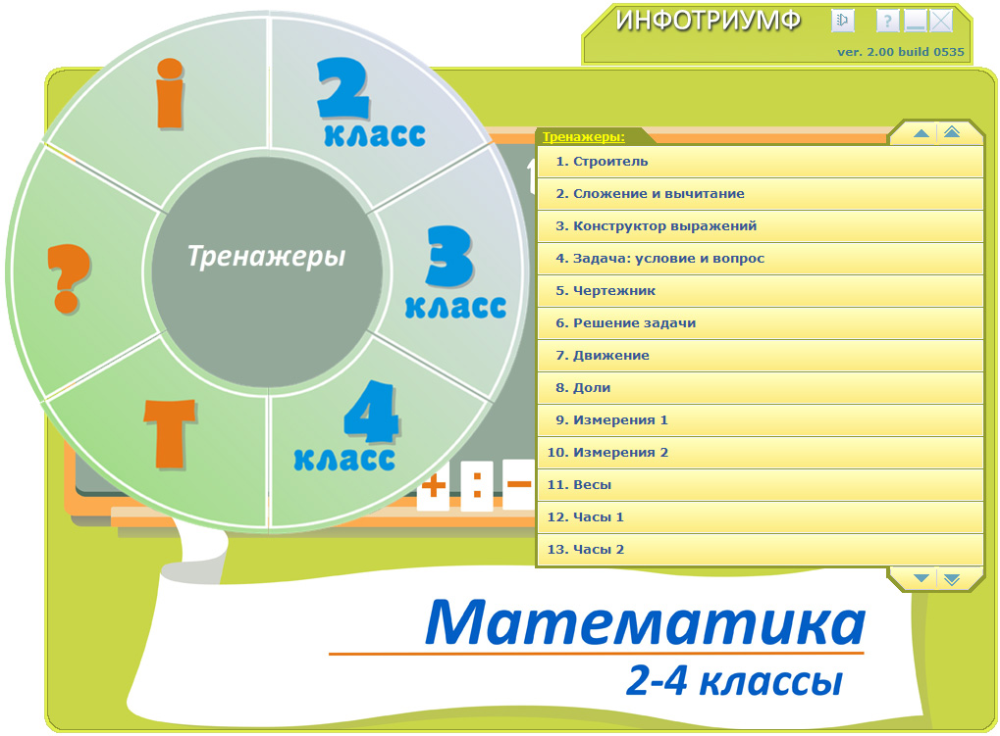 ИНФОТРИУМФ
?
ver. 2.00 build 0535
i
2
класс
3
класс
4
класс
Т
?
Тренажеры
Тренажеры:
1. Строитель
2. Сложение и вычитание
3. Конструктор выражений
4. Задача: условие и вопрос
5. Чертежник
6. Решение задачи
7. Движение
8. Доли
9. Измерения 1
10. Измерения 2
11. Весы
12. Часы 1
13. Часы 2
+ : −
Математика
2-4 классы